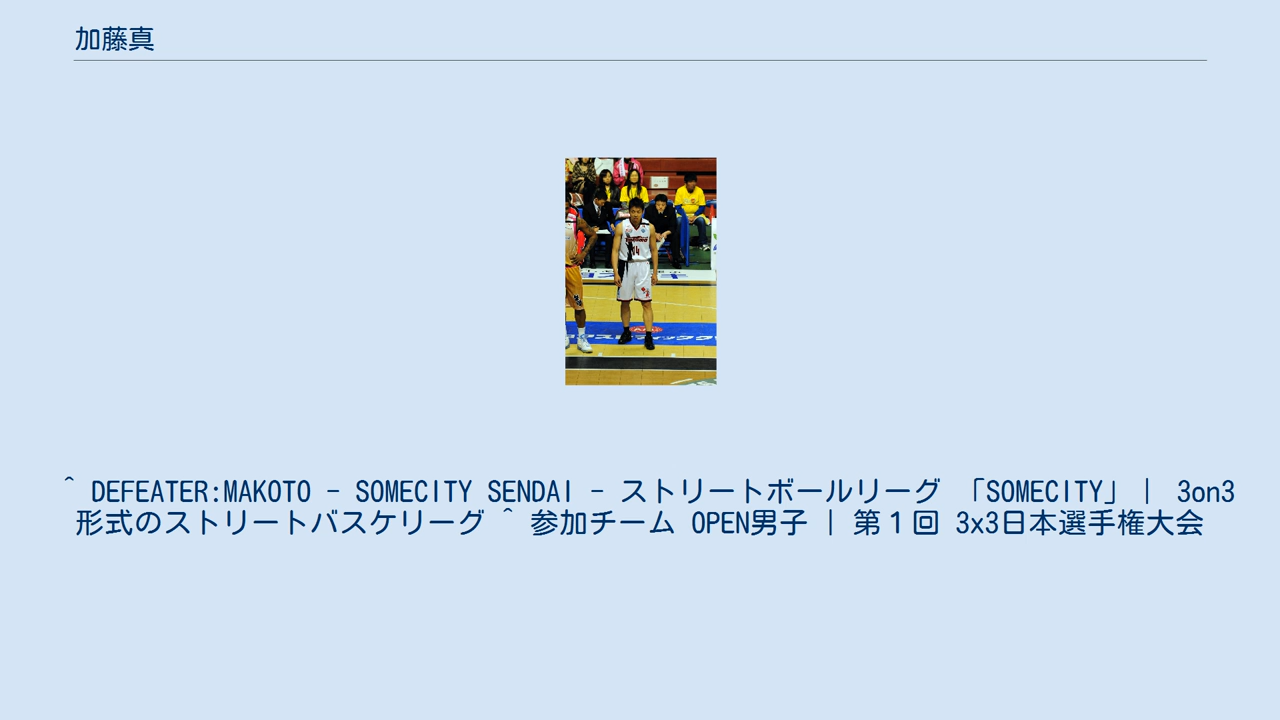 加藤真
14
^ DEFEATER:MAKOTO - SOMECITY SENDAI - ストリートボールリーグ 「SOMECITY」｜ 3on3
形式のストリートバスケリーグ ^ 参加チーム OPEN男子 | 第１回 3x3日本選手権大会